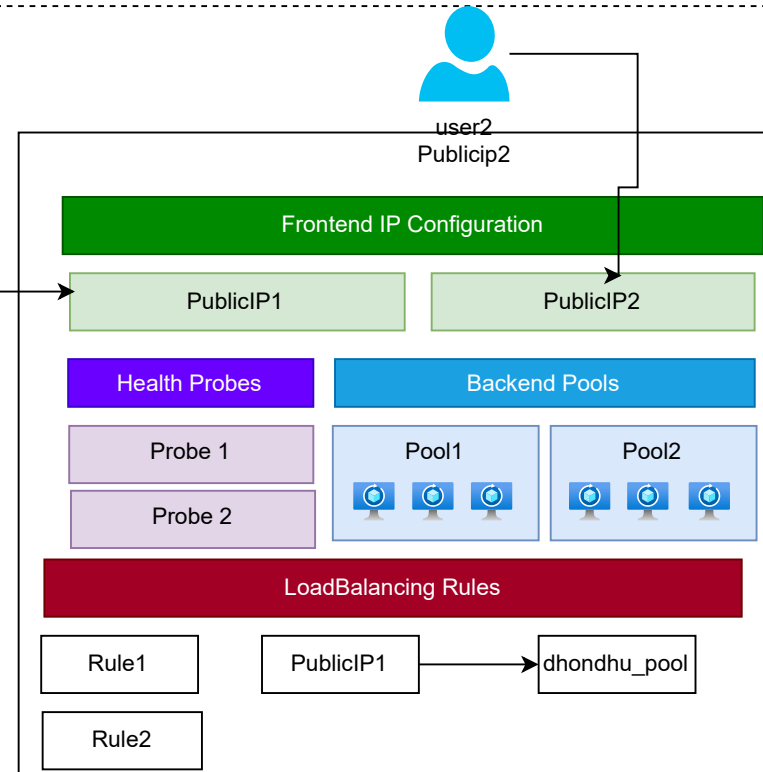 user2
Publicip2
Frontend IP Configuration
PublicIP1
PublicIP2
Health Probes
Backend Pools
Probe 1
Pool1
Pool2
Probe 2
LoadBalancing Rules
Rule1
PublicIP1
dhondhu_pool
Rule2